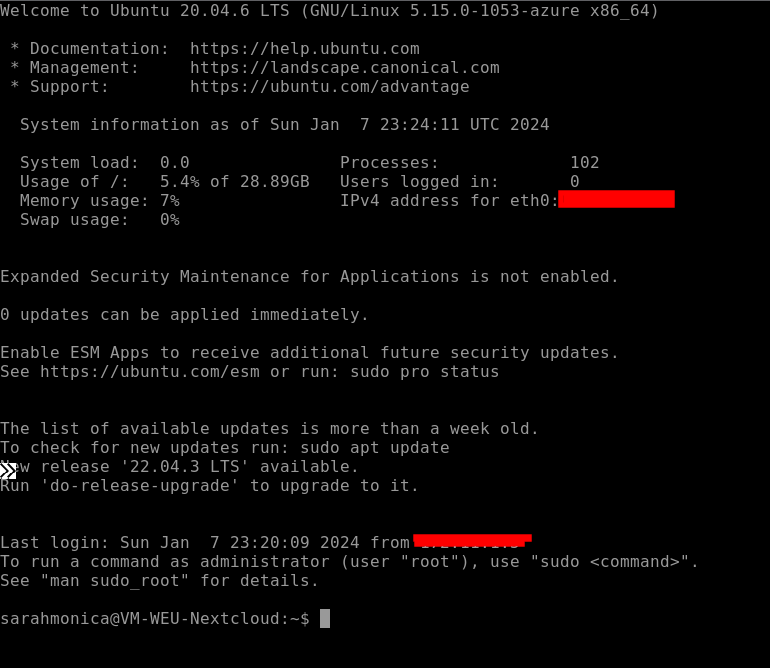 Welcome to Ubuntu 20.04.6 LTS (GNU/Linux 5.15.0-1053-azure x86_64)
* Documentation:  https://help.ubuntu.com
* Management:     https://landscape.canonical.com
* Support:        https://ubuntu.com/advantage
System information as of Sun Jan  7 23:24:11 UTC 2024
System load:  0.0               Processes:             102
Usage of /:   5.4% of 28.89GB   Users logged in:       0
Memory usage: 7%                IPv4 address for eth0:
Swap usage:   0%
Expanded Security Maintenance for Applications is not enabled.
0 updates can be applied immediately.
Enable ESM Apps to receive additional future security updates.
See https://ubuntu.com/esm or run: sudo pro status
The list of available updates is more than a week old.
To check for new updates run: sudo apt update
New release '22.04.3 LTS' available.
Run 'do-release-upgrade' to upgrade to it.
Last login: Sun Jan  7 23:20:09 2024 from
To run a command as administrator (user "root"), use "sudo <command>".
See "man sudo_root" for details.
sarahmonica@VM-WEU-Nextcloud:~$